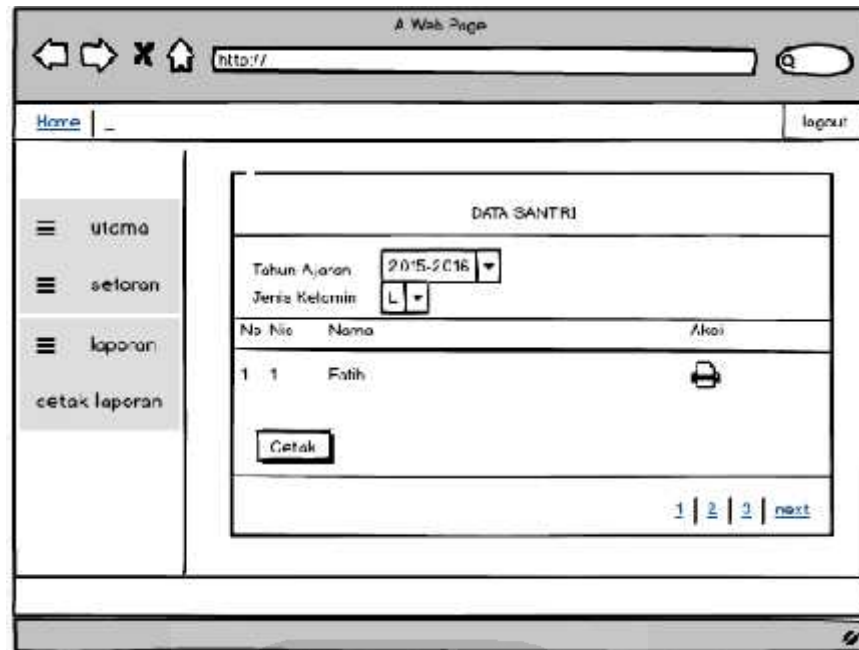 A Web Page
http://
Home
logout
utama
setoran
laporan
cetak laporan
DATA SANTRI
Tahun Ajaran 2015-2016
Jenis Kelamin L
No Nis Nama Aksi
1 1 Fatih
Cetak
1 2 3 next